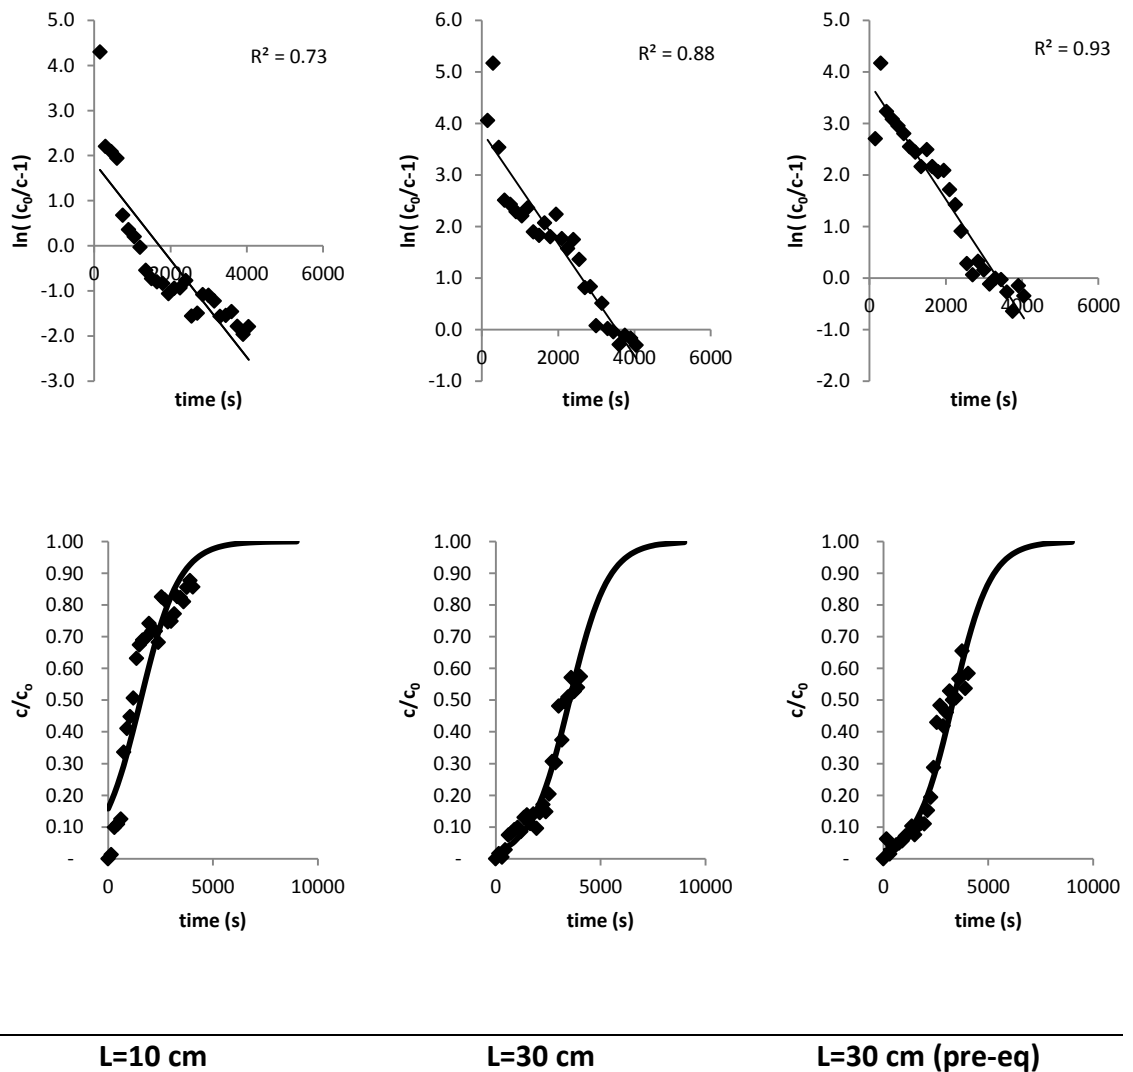 5.0
4.0
3.0
2.0
1.0
0.0
-1.0
-2.0
-3.0
0 2000 4000 6000
ln( (c₀/c-1)
time (s)
R² = 0.73
6.0
5.0
4.0
3.0
2.0
1.0
0.0
-1.0
0 2000 4000 6000
ln( (c₀/c-1)
time (s)
R² = 0.88
5.0
4.0
3.0
2.0
1.0
0.0
-1.0
-2.0
0 2000 4000 6000
ln( (c₀/c-1)
time (s)
R² = 0.93
1.00
0.90
0.80
0.70
0.60
0.50
0.40
0.30
0.20
0.10
-
0 5000 10000
c/cₒ
time (s)
1.00
0.90
0.80
0.70
0.60
0.50
0.40
0.30
0.20
0.10
-
0 5000 10000
c/c₀
time (s)
1.00
0.90
0.80
0.70
0.60
0.50
0.40
0.30
0.20
0.10
-
0 5000 10000
c/c₀
time (s)
L=10 cm
L=30 cm
L=30 cm (pre-eq)